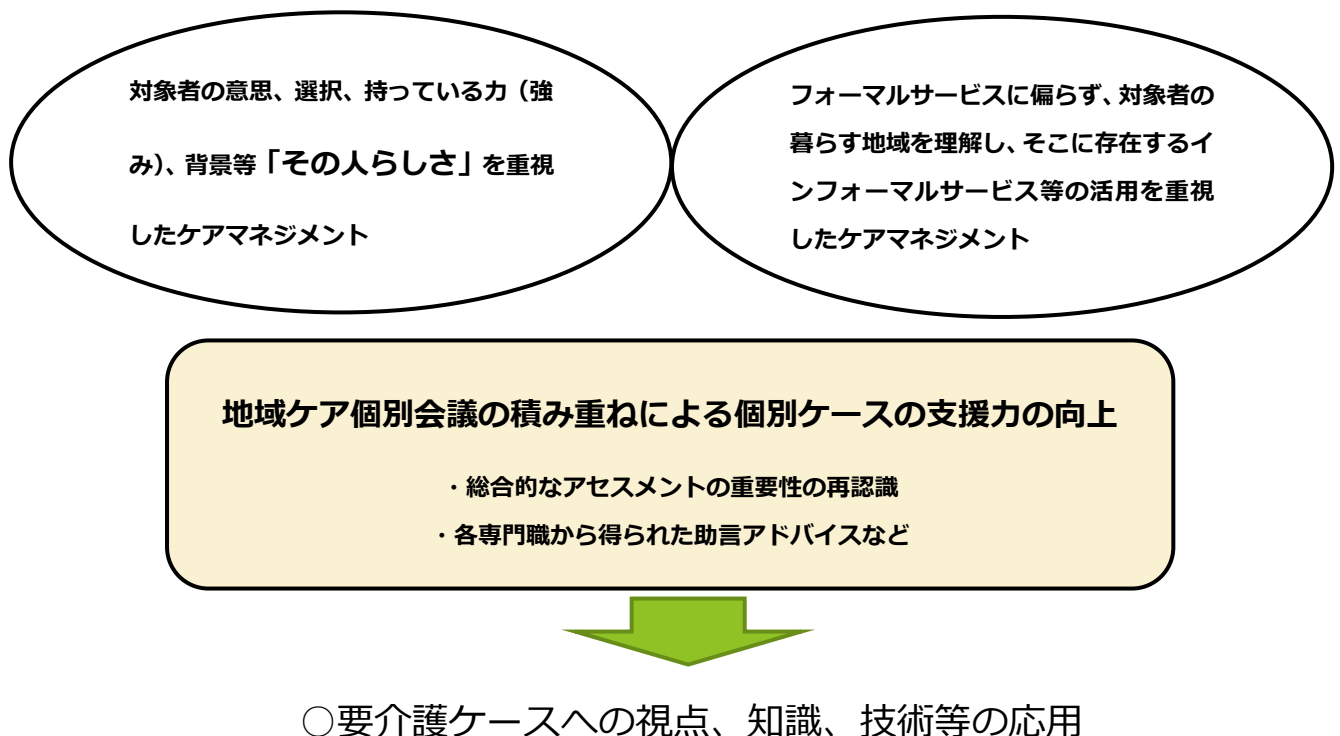 対象者の意思、選択、持っている力（強
み）、背景等「その人らしさ」を重視
したケアマネジメント
フォーマルサービスに偏らず、対象者の
暮らす地域を理解し、そこに存在するイ
ンフォーマルサービス等の活用を重視
したケアマネジメント
地域ケア個別会議の積み重ねによる個別ケースの支援力の向上
・総合的なアセスメントの重要性の再認識
・各専門職から得られた助言アドバイスなど
○要介護ケースへの視点、知識、技術等の応用